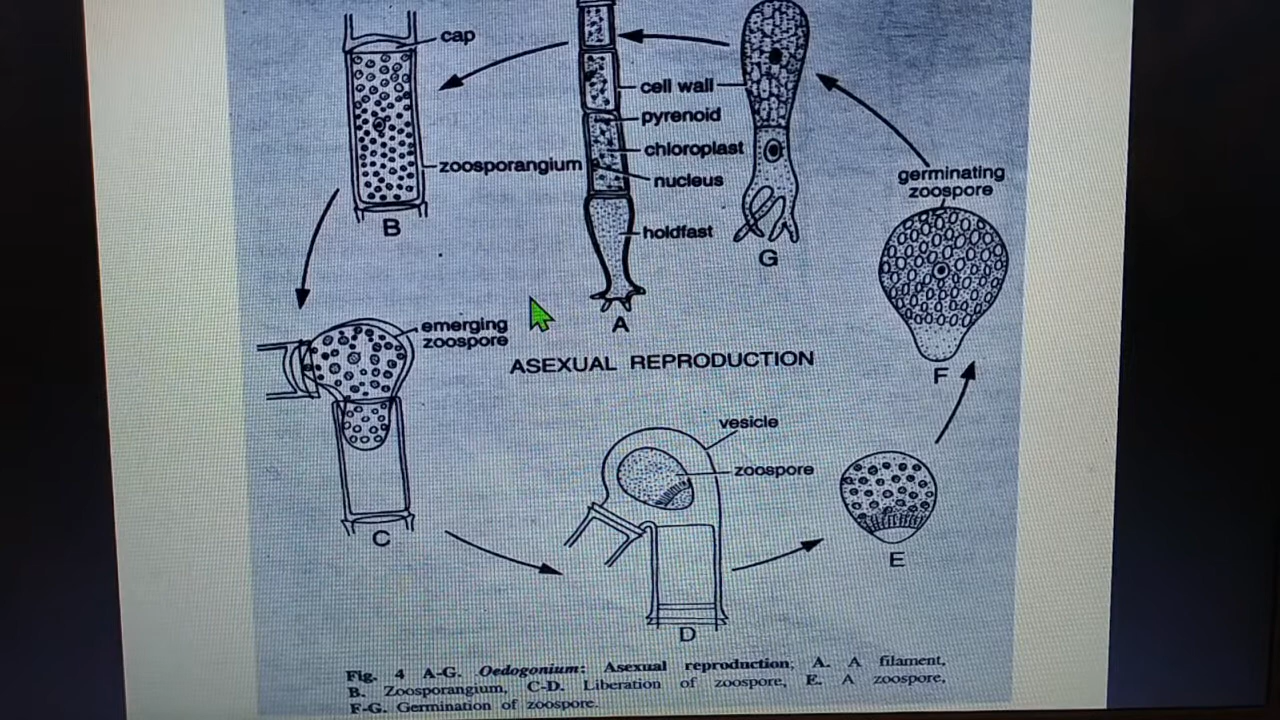 cap
cell wall
pyrenoid
zoosporangium
chloroplast
nucleus
germinating
zoospore
B
holdfast
G
A
emerging
zoospore
ASEXUAL REPRODUCTION
F
vesicle
zoospore
C
E
D
Fig. 4 A-G. Oedogonium: Asexual reproduction; A. A filament,
B. Zoosporangium, C-D. Liberation of zoospore, E. A zoospore,
F-G. Germination of zoospore.